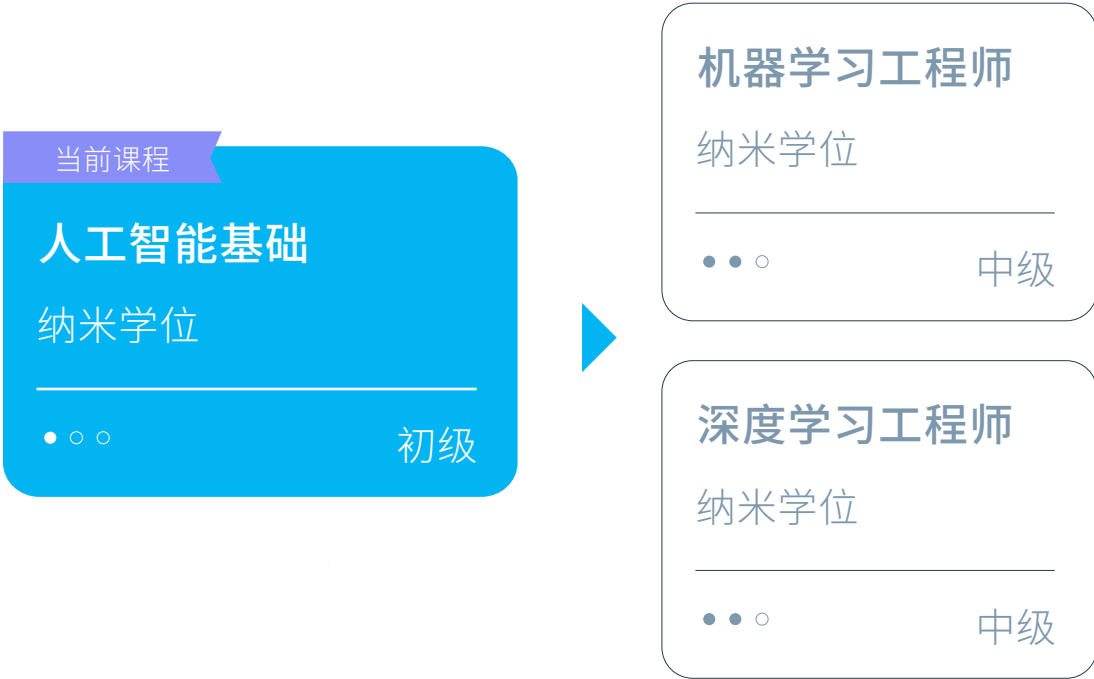 当前课程
人工智能基础
纳米学位
初级
机器学习工程师
纳米学位
中级
深度学习工程师
纳米学位
中级